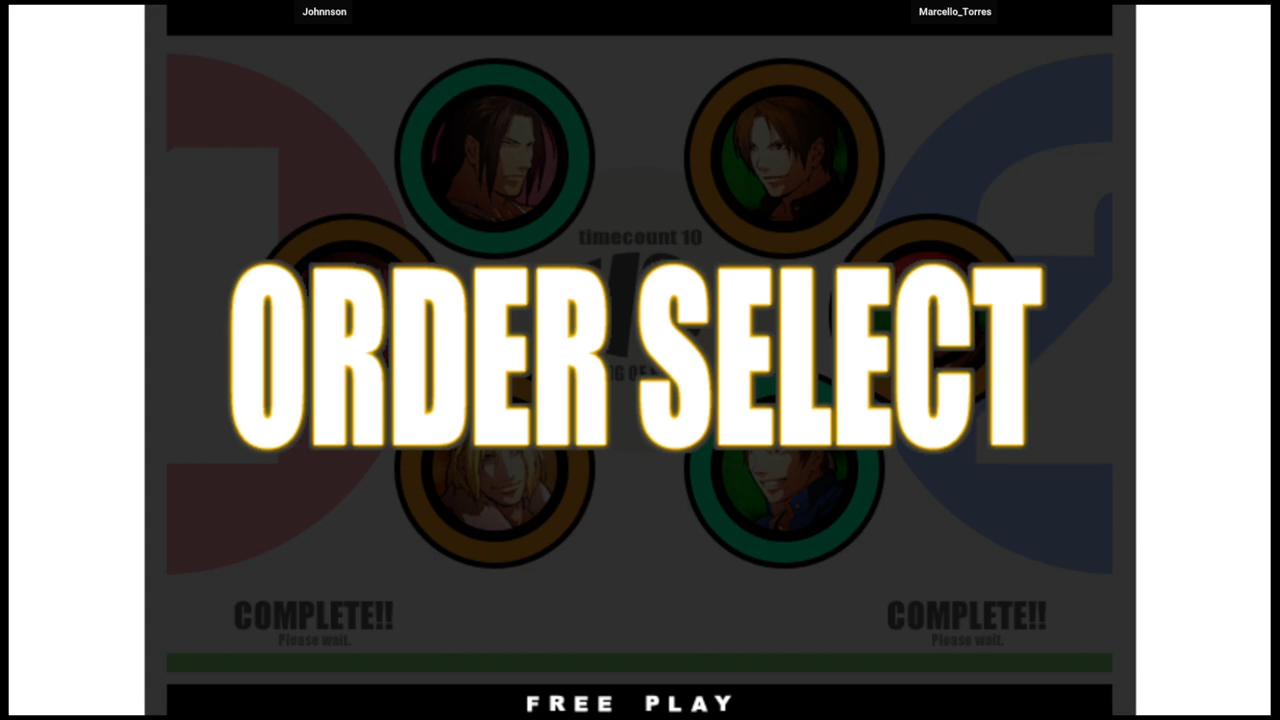 Johnnson
Marcello_Torres
timecount 10
ORDER SELECT
COMPLETE!!
Please wait.
COMPLETE!!
Please wait.
FREE PLAY